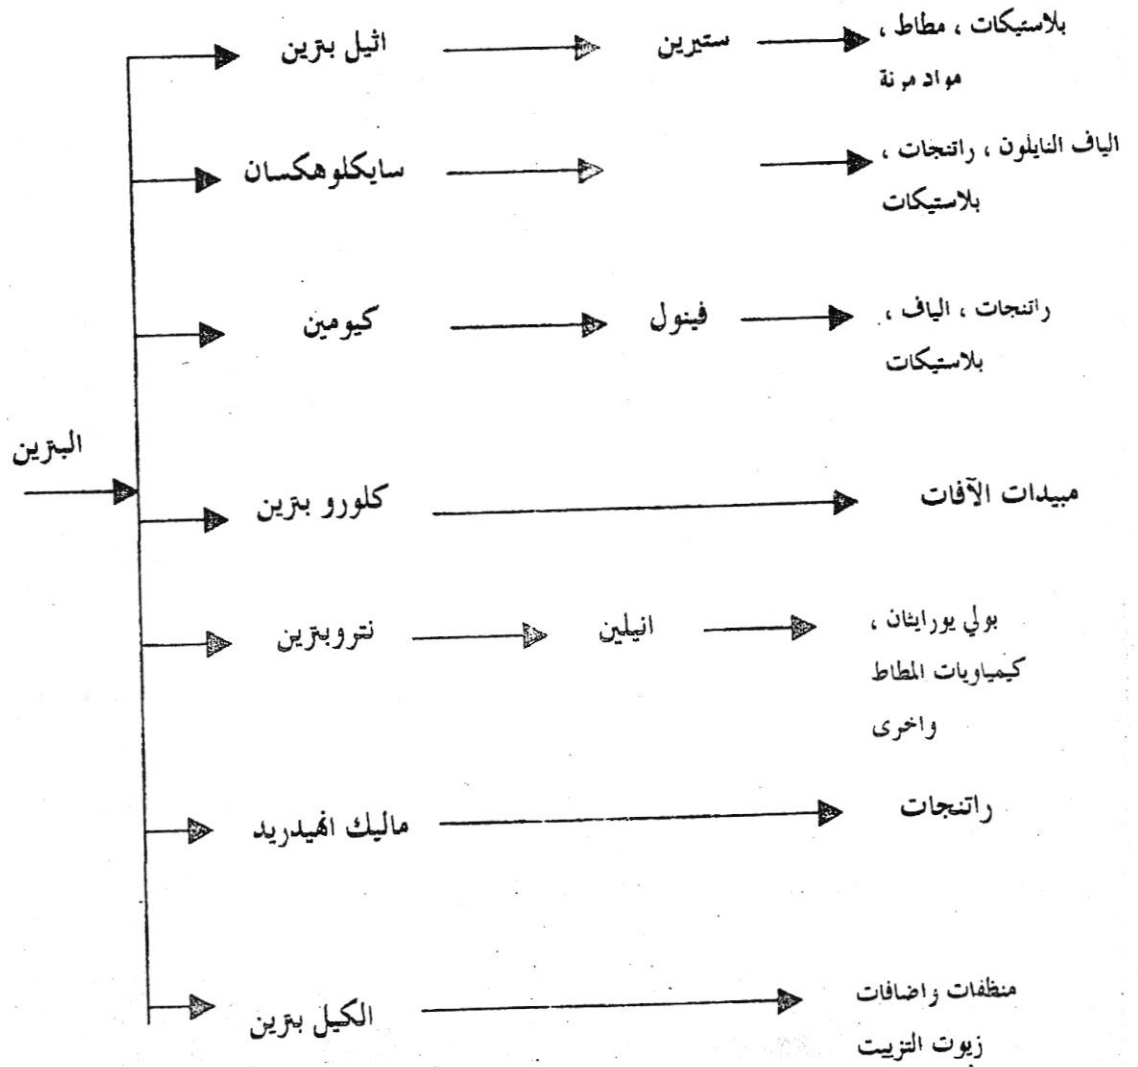 اثيل بنزين
ستيرين
بلاستيكات ، مطاط ،
مواد مرنة
سايكلوهكسان
الياف النايلون ، راتنجات ،
بلاستيكات
كيومين
فينول
راتنجات ، الياف ،
بلاستيكات
البنزين
كلورو بنزين
مبيدات الآفات
نتروبنزين
انيلين
بولي يورايثان ،
كيمياويات المطاط
واخرى
ماليك انهيدريد
راتنجات
الكيل بنزين
منظفات واضافات
زيوت التزييت